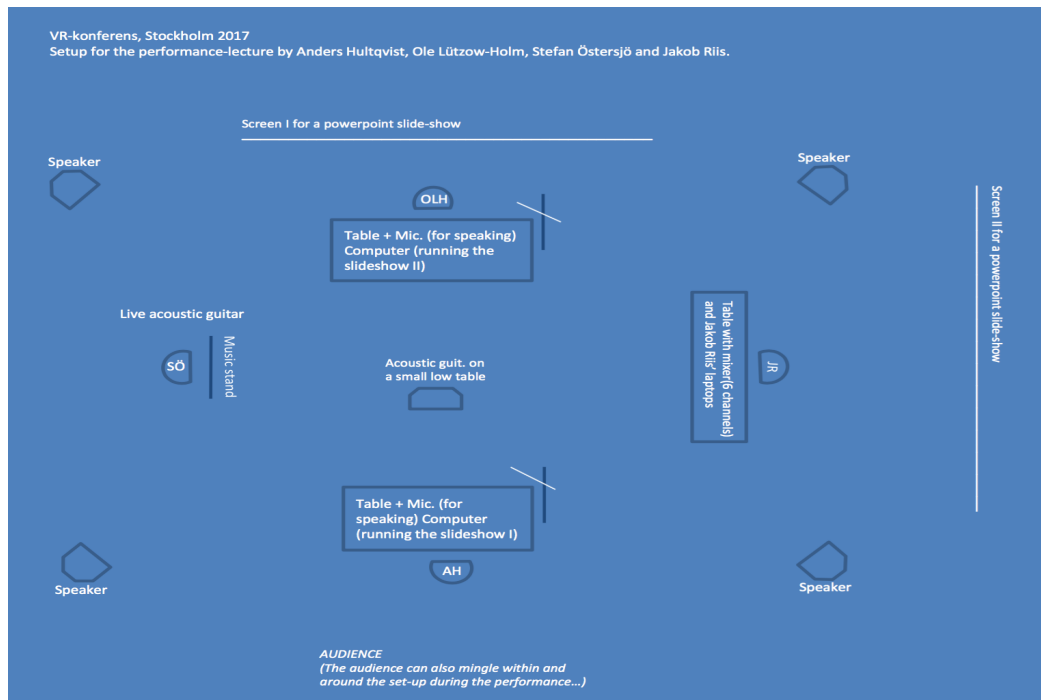 VR-konferens, Stockholm 2017
Setup for the performance-lecture by Anders Hultqvist, Ole Lützow-Holm, Stefan Östersjö and Jakob Riis.
Screen I for a powerpoint slide-show
Speaker
Speaker
OLH
Table + Mic. (for speaking)
Computer (running the
slideshow II)
Screen II for a powerpoint slide-show
Live acoustic guitar
SÖ
Music stand
Acoustic guit. on
a small low table
Table with mixer(6 channels)
and Jakob Riis’ laptops
JR
Table + Mic. (for
speaking) Computer
(running the slideshow I)
AH
Speaker
Speaker
AUDIENCE
(The audience can also mingle within and
around the set-up during the performance...)